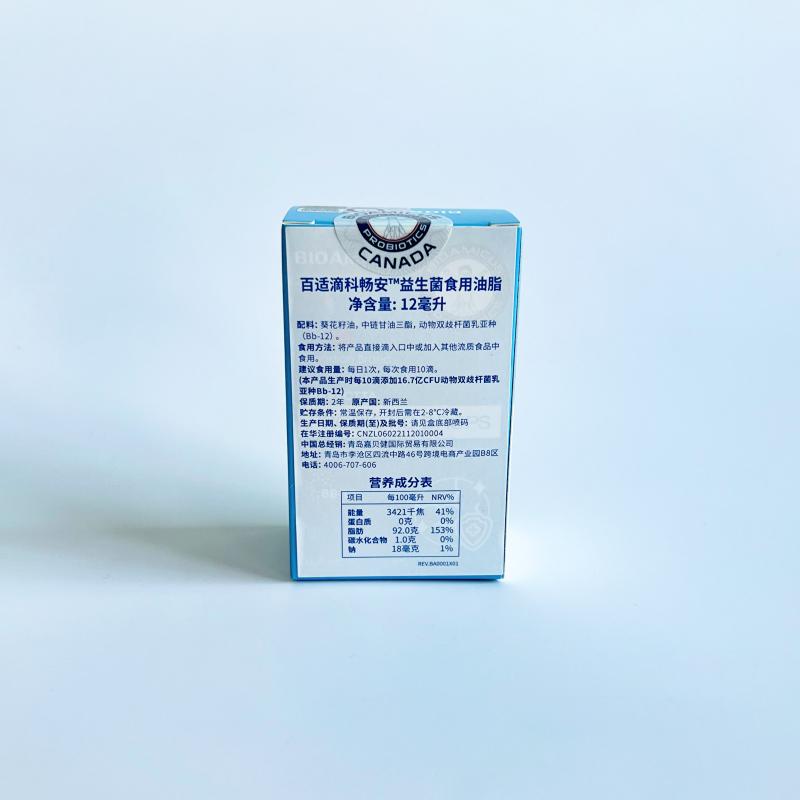 PROBIOTICS
CANADA
百适滴科畅安™益生菌食用油脂
净含量: 12毫升
配料: 葵花籽油, 中链甘油三酯, 动物双歧杆菌乳亚种
(Bb-12) 。
食用方法: 将产品直接滴入口中或加入其他流质食品中
食用。
建议食用量: 每日1次, 每次食用10滴。
(本产品生产时每10滴添加16.7亿CFU动物双歧杆菌乳
亚种Bb-12)
保质期: 2年 原产国: 新西兰
贮存条件: 常温保存, 开封后需在2-8℃冷藏。
生产日期、保质期(至)及批号: 请见盒底部喷码
在华注册编号: CNZL06022112010004
中国总经销: 青岛嘉贝健国际贸易有限公司
地址: 青岛市李沧区四流中路46号跨境电商产业园B8区
电话: 4006-707-606
营养成分表
项目 每100毫升 NRV%
能量 3421千焦 41%
蛋白质 0克 0%
脂肪 92.0克 153%
碳水化合物 1.0克 0%
钠 18毫克 1%
REV.BA0001X01